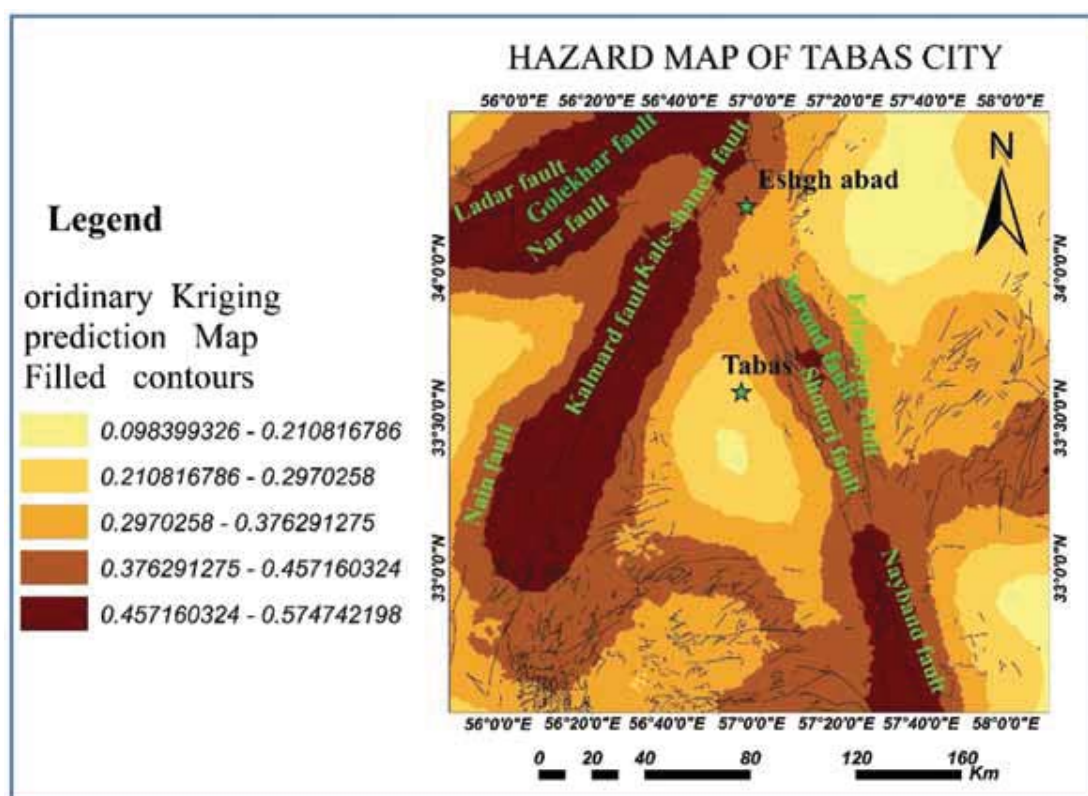 HAZARD MAP OF TABAS CITY
56°0'0"E 56°20'0"E 56°40'0"E 57°0'0"E 57°20'0"E 57°40'0"E 58°0'0"E
N
Ladar fault
Golekhar fault
Nar fault
Kale-shaneh fault
Eshgh abad
Kalmard fault
Tabas
Shotori fault
fault
Nain fault
Nayband fault
34°0'0"N
33°30'0"N
33°0'0"N
34°0'0"N
33°30'0"N
33°0'0"N
56°0'0"E 56°20'0"E 56°40'0"E 57°0'0"E 57°20'0"E 57°40'0"E 58°0'0"E
0 20 40 80 120 160
Km
Legend
oridinary Kriging
prediction Map
Filled contours
0.098399326 - 0.210816786
0.210816786 - 0.2970258
0.2970258 - 0.376291275
0.376291275 - 0.457160324
0.457160324 - 0.574742198